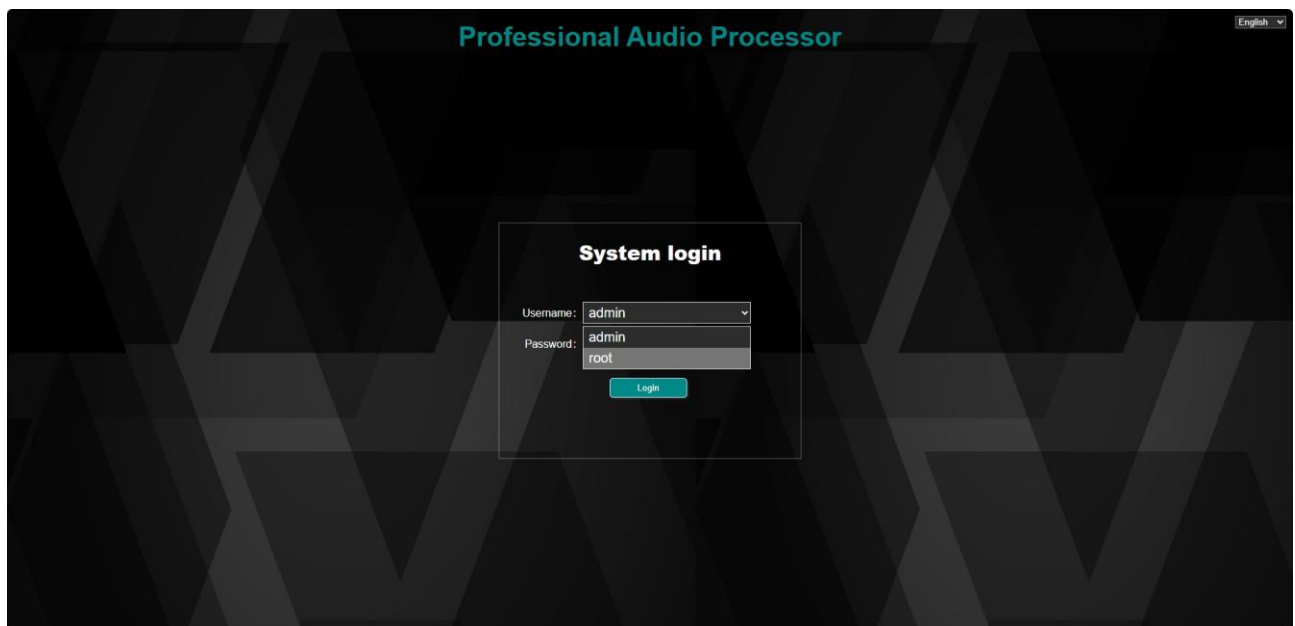 Professional Audio Processor
English
System login
Username: admin
admin
Password:
root
Login